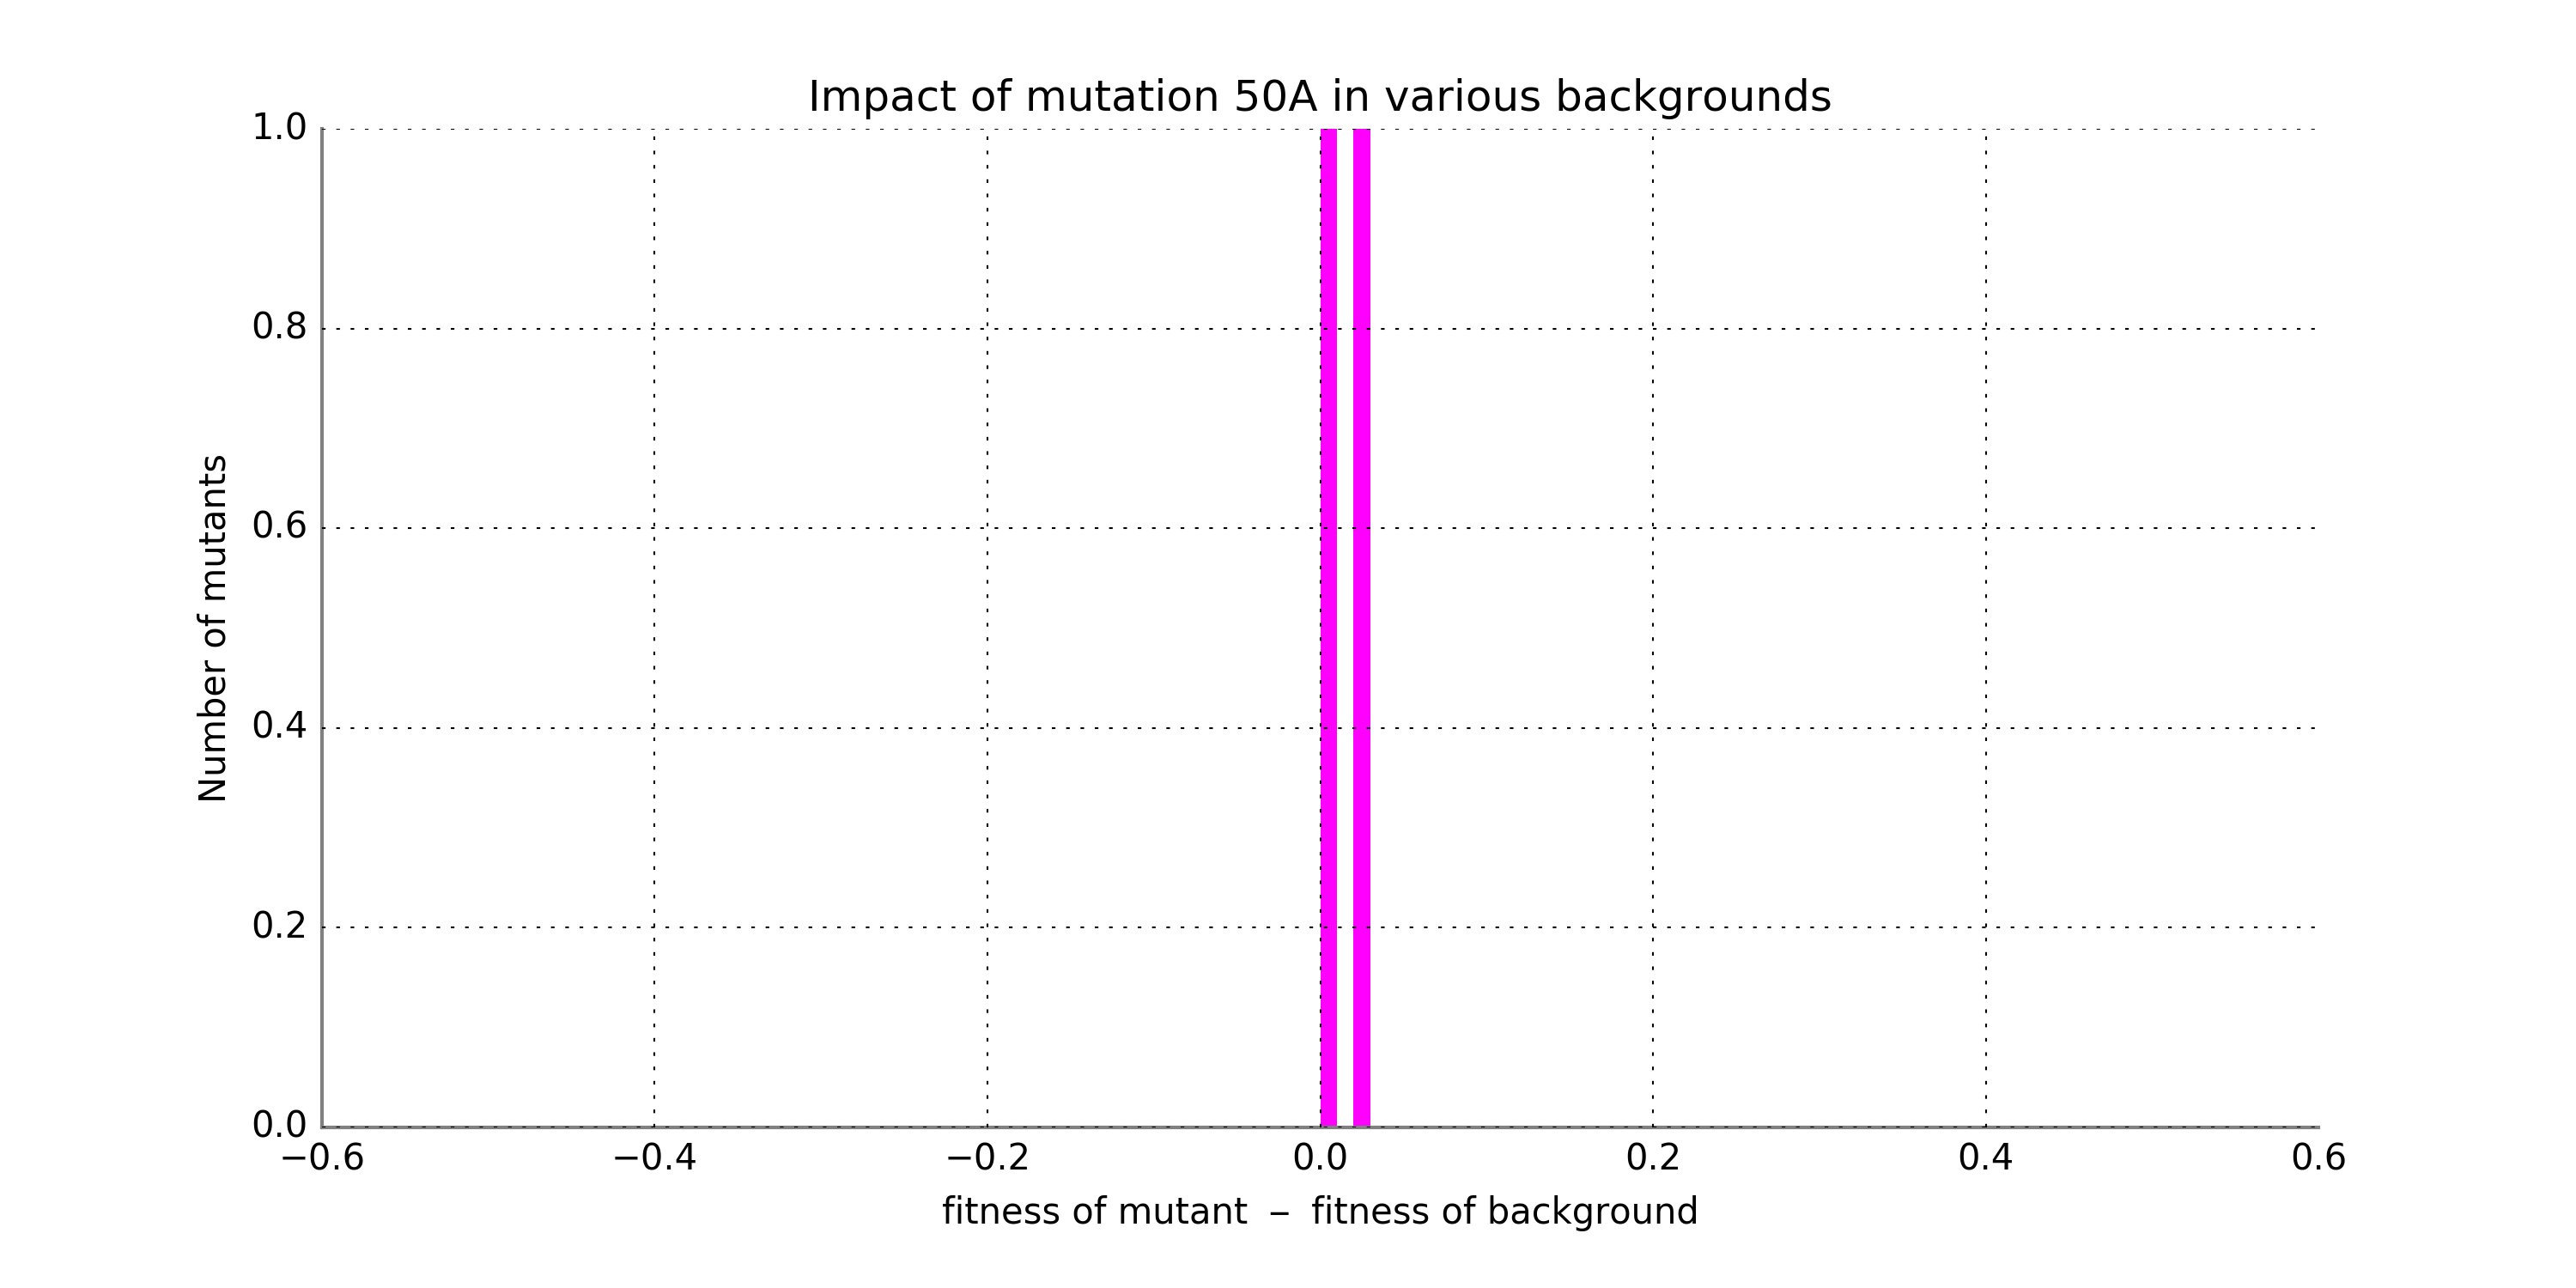 Impact of mutation 50A in various backgrounds
1.0
0.8
0.6
0.4
0.2
0.0
Number of mutants
−0.6 −0.4 −0.2 0.0 0.2 0.4 0.6
fitness of mutant − fitness of background